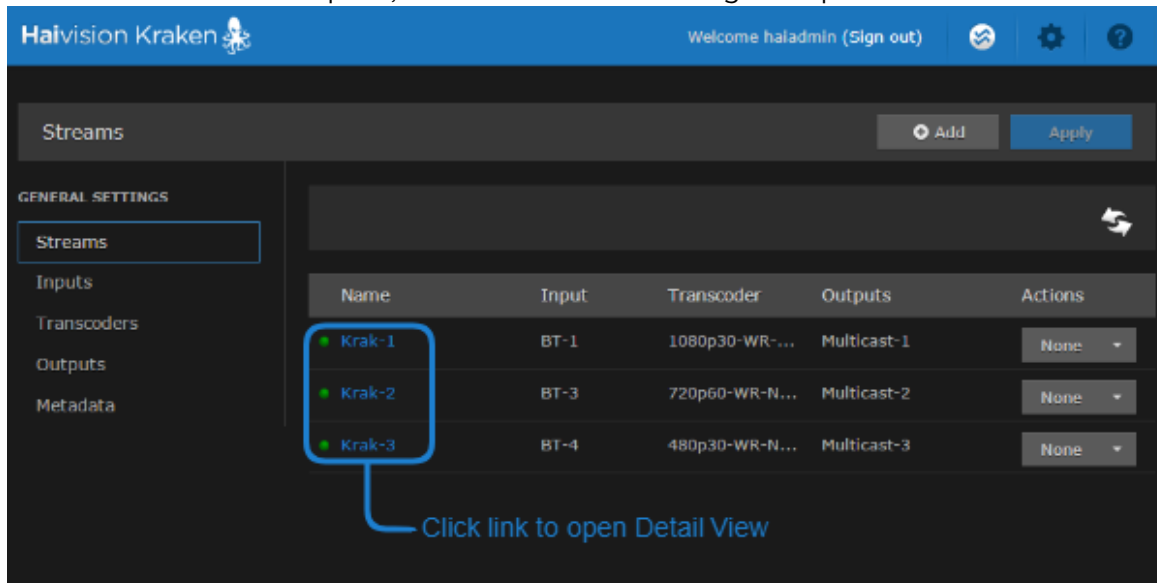 Haivision Kraken
Welcome haiadmin (Sign out)
Streams
Add
Apply
GENERAL SETTINGS
Streams
Inputs
Transcoders
Outputs
Metadata
Name Input Transcoder Outputs Actions
Krak-1 BT-1 1080p30-WR-... Multicast-1 None
Krak-2 BT-3 720p60-WR-N... Multicast-2 None
Krak-3 BT-4 480p30-WR-N... Multicast-3 None
Click link to open Detail View